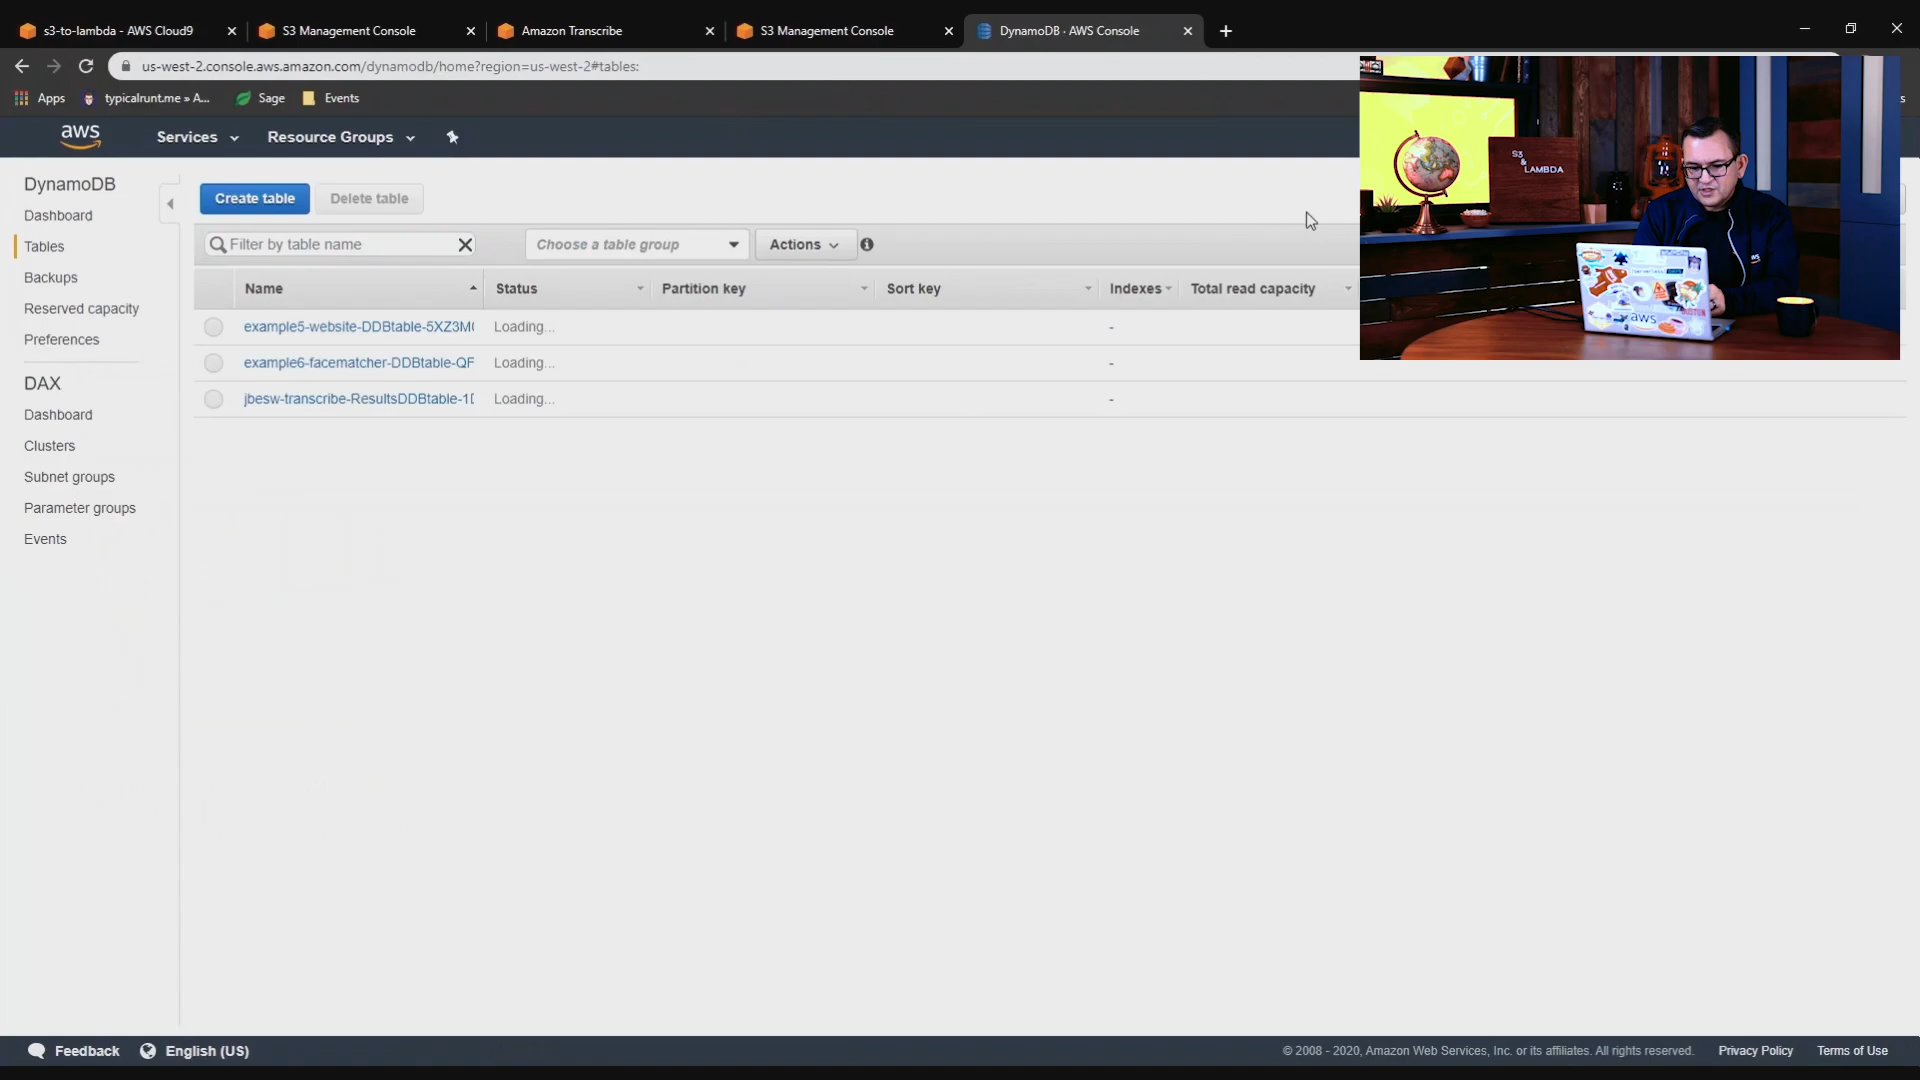 s3-to-lambda - AWS Cloud9
S3 Management Console
Amazon Transcribe
S3 Management Console
DynamoDB · AWS Console
us-west-2.console.aws.amazon.com/dynamodb/home?region=us-west-2#tables:
Apps
typicalrunt.me » A...
Sage
Events
aws
Services
Resource Groups
DynamoDB
Dashboard
Tables
Backups
Reserved capacity
Preferences
DAX
Dashboard
Clusters
Subnet groups
Parameter groups
Events
Create table
Delete table
Filter by table name
Choose a table group
Actions
Name
Status
Partition key
Sort key
Indexes
Total read capacity
example5-website-DDBtable-5XZ3M
Loading...
-
example6-facematcher-DDBtable-QF
Loading...
-
jbesw-transcribe-ResultsDDBtable-1
Loading...
-
S3
&
LAMBDA
aws
Feedback
English (US)
© 2008 - 2020, Amazon Web Services, Inc. or its affiliates. All rights reserved.
Privacy Policy
Terms of Use